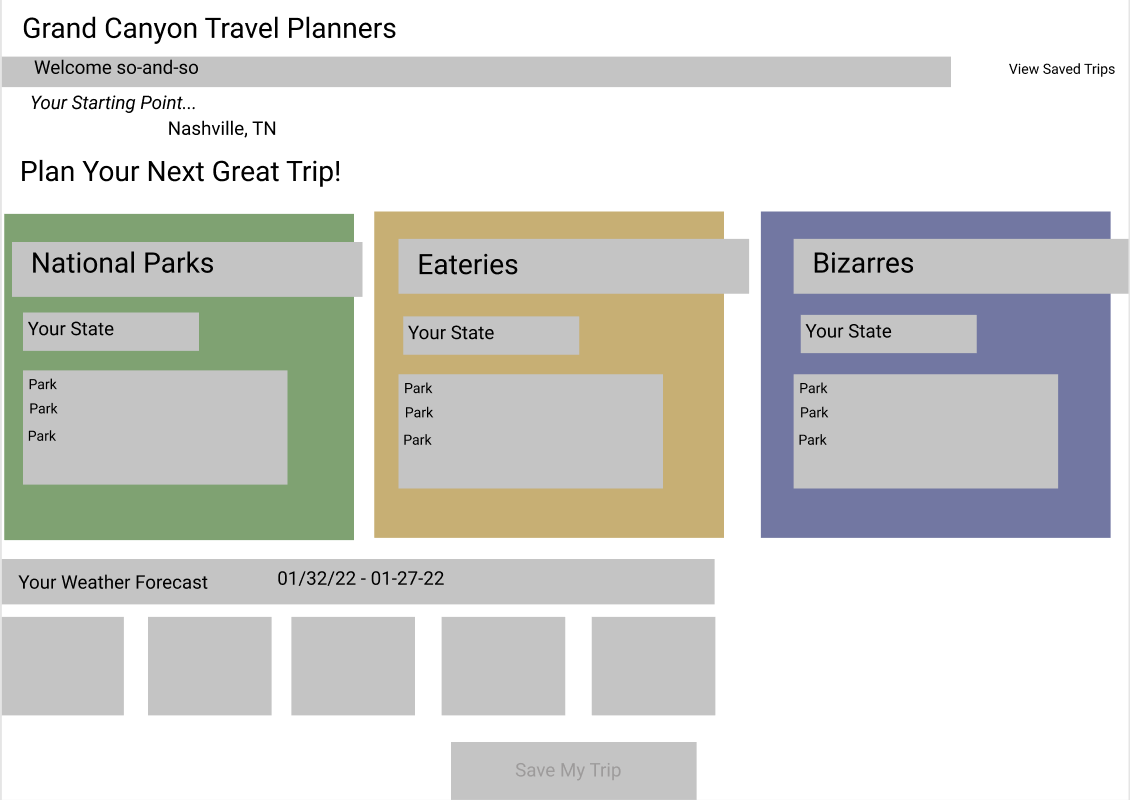 Grand Canyon Travel Planners
Welcome so-and-so
View Saved Trips
Your Starting Point...
Nashville, TN
Plan Your Next Great Trip!
National Parks
Your State
Park
Park
Park
Eateries
Your State
Park
Park
Park
Bizarres
Your State
Park
Park
Park
Your Weather Forecast 01/32/22 - 01-27-22
Save My Trip